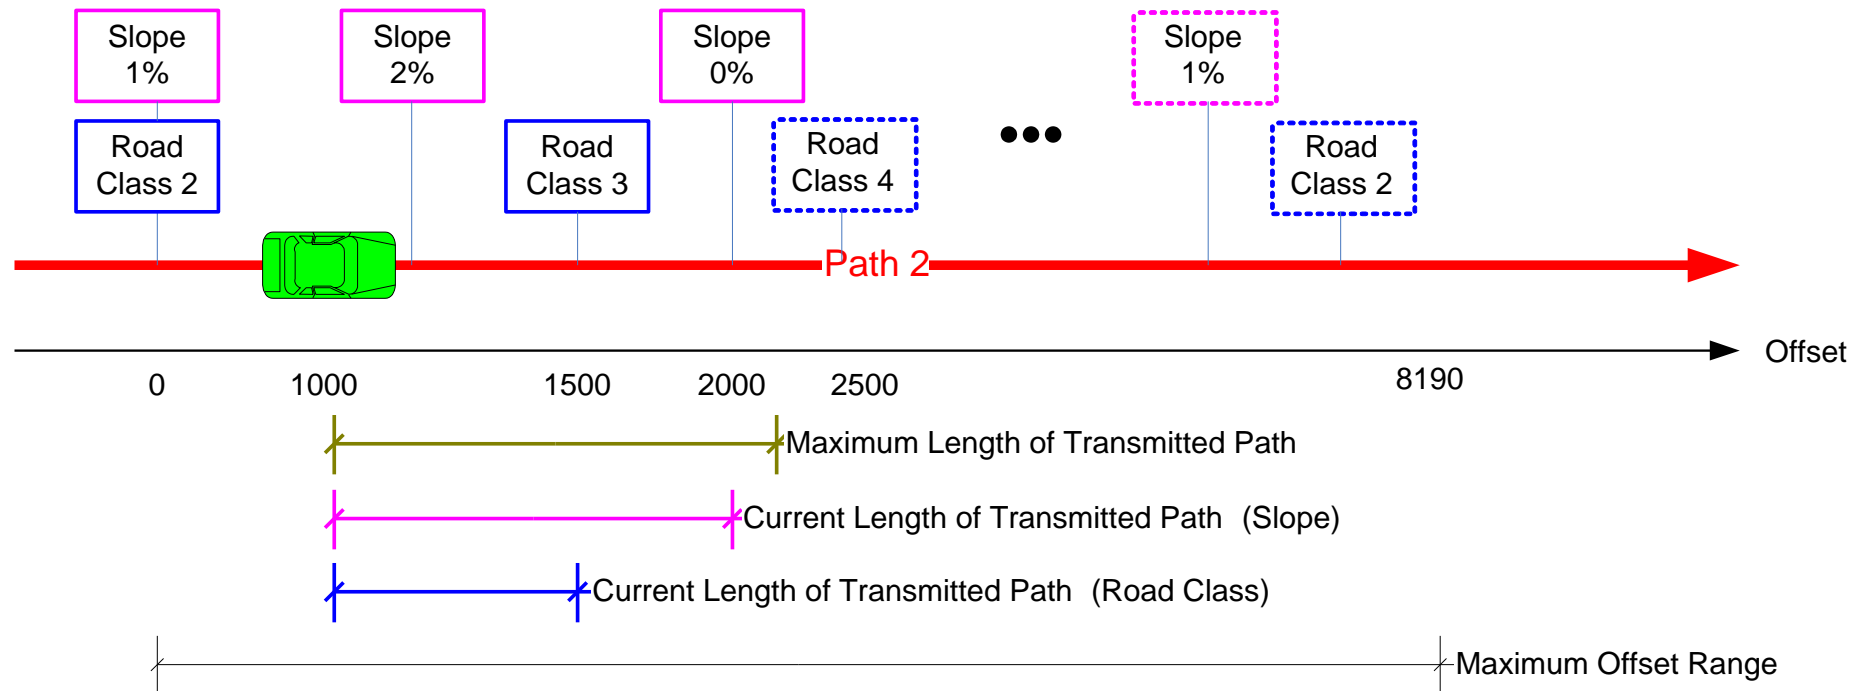 Slope
1%
Slope
2%
Slope
0%
Slope
1%
Road
Class 2
Road
Class 3
Road
Class 4
Road
Class 2
Path 2
Offset
0
1000
1500
2000
2500
8190
Maximum Length of Transmitted Path
Current Length of Transmitted Path (Slope)
Current Length of Transmitted Path (Road Class)
Maximum Offset Range